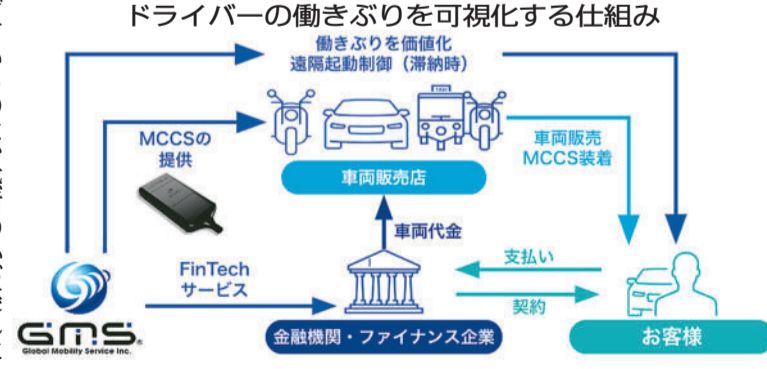 ドライバーの働きぶりを可視化する仕組み
働きぶりを価値化
遠隔起動制御（滞納時）
TAXI
MCCSの
提供
車両販売
MCCS装着
車両販売店
車両代金
FinTech
サービス
支払い
契約
GMS
Global Mobility Service Inc.
金融機関・ファイナンス企業
お客様